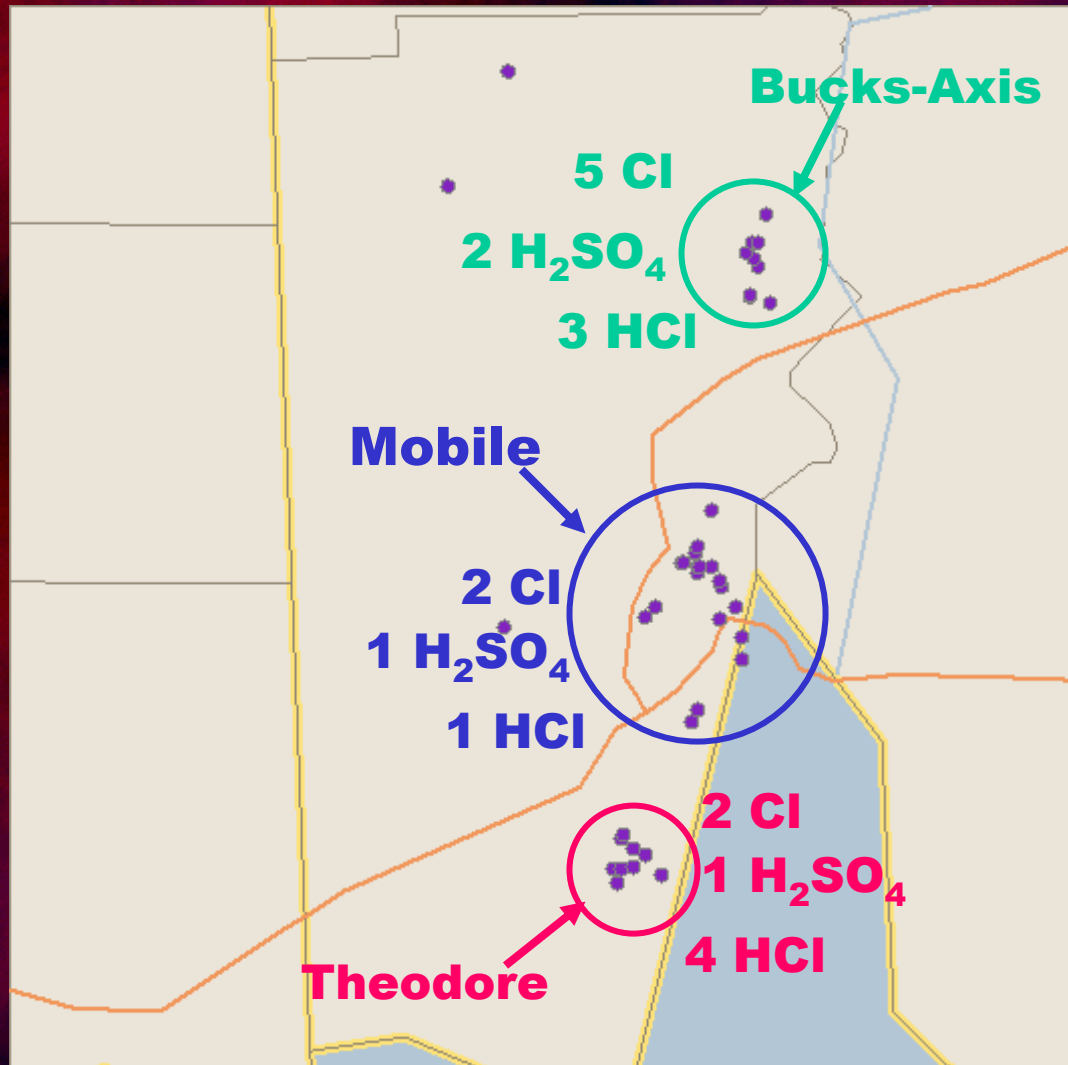 Bucks-Axis
5 Cl
2 H₂SO₄
3 HCl
Mobile
2 Cl
1 H₂SO₄
1 HCl
2 Cl
1 H₂SO₄
4 HCl
Theodore